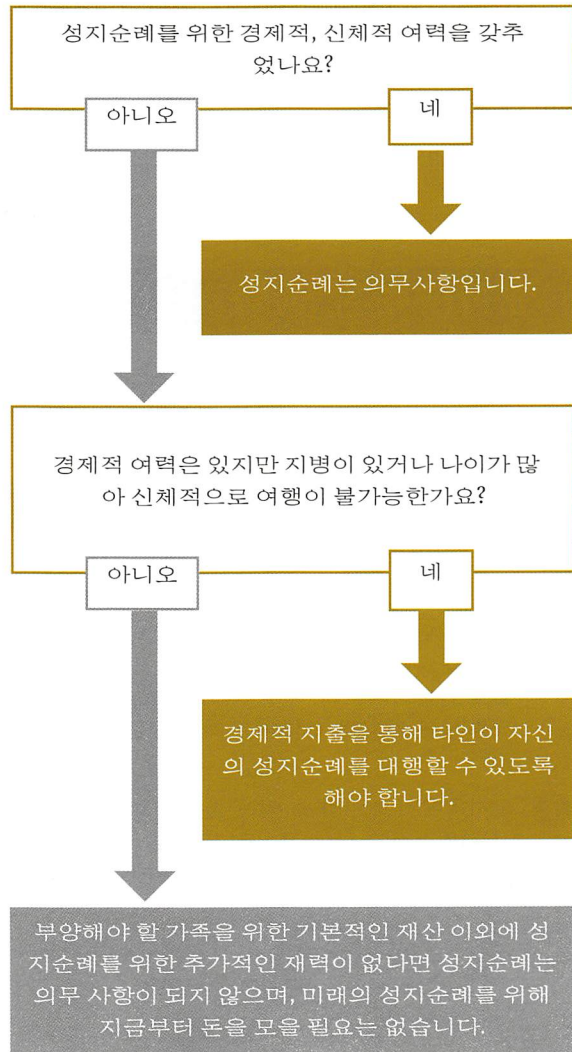 성지순례를 위한 경제적, 신체적 여력을 갖추
었나요?
아니오
네
성지순례는 의무사항입니다.
경제적 여력은 있지만 지병이 있거나 나이가 많
아 신체적으로 여행이 불가능한가요?
아니오
네
경제적 지출을 통해 타인이 자신
의 성지순례를 대행할 수 있도록
해야 합니다.
부양해야 할 가족을 위한 기본적인 재산 이외에 성
지순례를 위한 추가적인 재력이 없다면 성지순례는
의무 사항이 되지 않으며, 미래의 성지순례를 위해
지금부터 돈을 모을 필요는 없습니다.